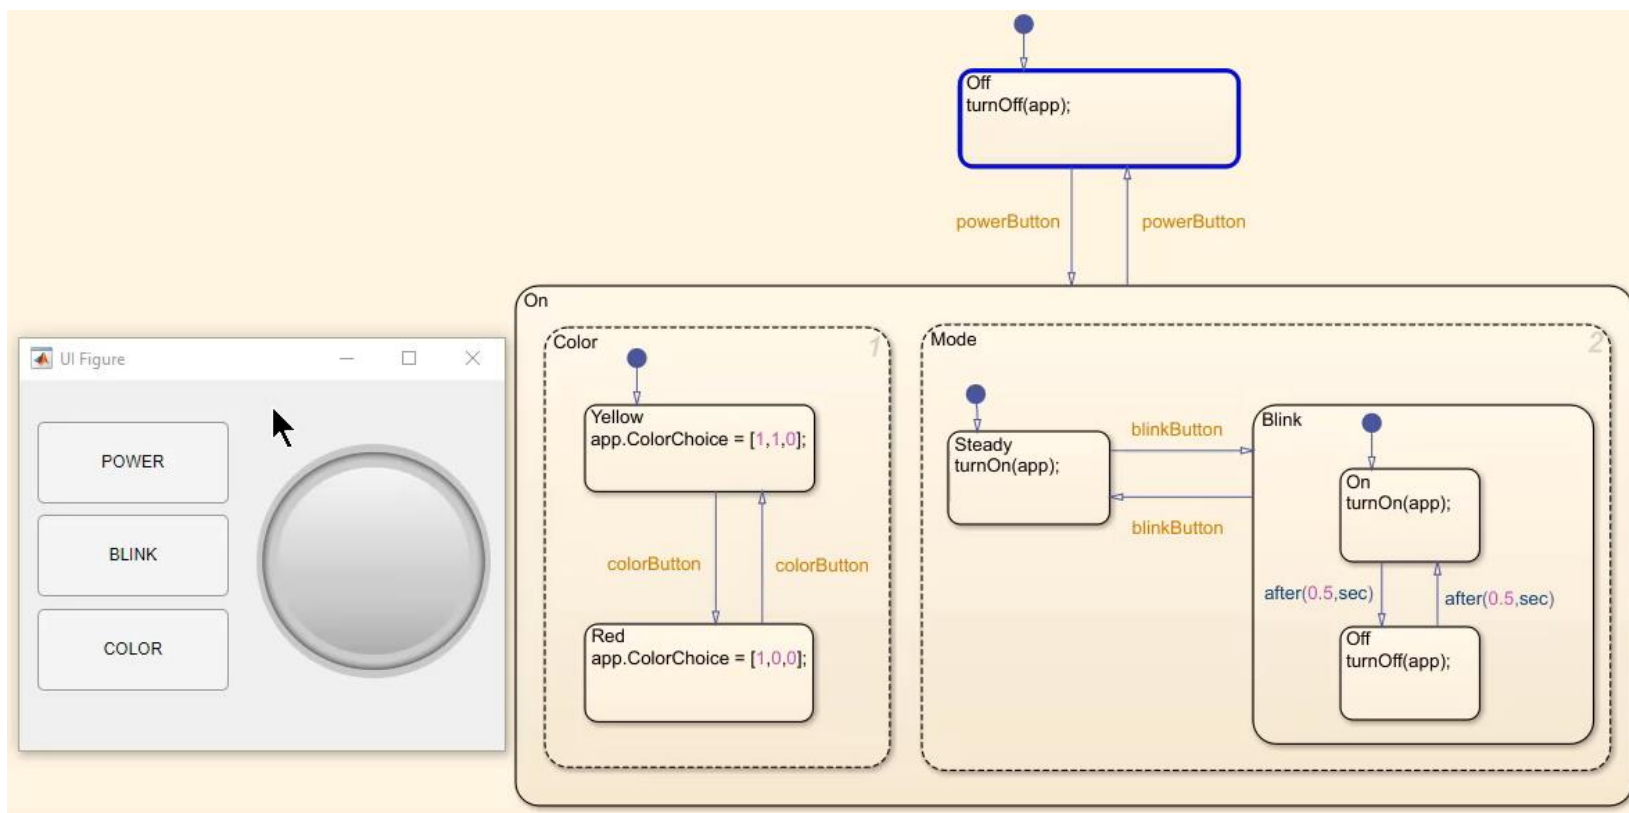 Off
turnOff(app);
powerButton
powerButton
On
UI Figure
POWER
BLINK
COLOR
Color
1
Yellow
app.ColorChoice = [1,1,0];
colorButton
colorButton
Red
app.ColorChoice = [1,0,0];
Mode
2
Steady
turnOn(app);
blinkButton
blinkButton
Blink
On
turnOn(app);
after(0.5,sec)
after(0.5,sec)
Off
turnOff(app);